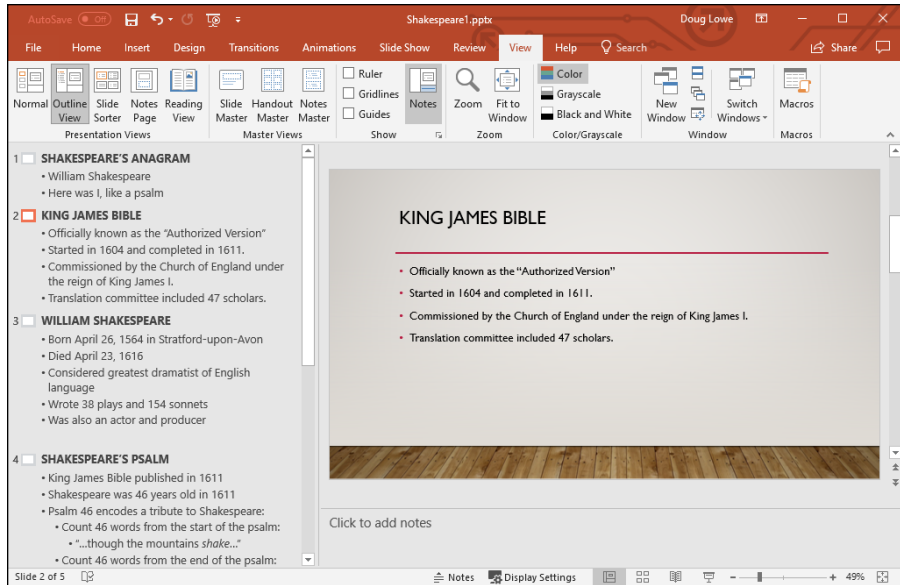 AutoSave Off Shakespeare1.pptx Doug Lowe
File Home Insert Design Transitions Animations Slide Show Review View Help Search Share
Ruler
Gridlines
Guides
Color
Grayscale
Black and White
Normal Outline View
Slide Sorter
Notes Page
Reading View
Slide Master
Handout Master
Notes Master
Notes
Zoom
Fit to Window
New Window
Switch Windows
Macros
Presentation Views Master Views Show Zoom Color/Grayscale Window Macros
1 SHAKESPEARE'S ANAGRAM
• William Shakespeare
• Here was I, like a psalm
2 KING JAMES BIBLE
• Officially known as the “Authorized Version”
• Started in 1604 and completed in 1611.
• Commissioned by the Church of England under
the reign of King James I.
• Translation committee included 47 scholars.
3 WILLIAM SHAKESPEARE
• Born April 26, 1564 in Stratford-upon-Avon
• Died April 23, 1616
• Considered greatest dramatist of English
language
• Wrote 38 plays and 154 sonnets
• Was also an actor and producer
4 SHAKESPEARE'S PSALM
• King James Bible published in 1611
• Shakespeare was 46 years old in 1611
• Psalm 46 encodes a tribute to Shakespeare:
• Count 46 words from the start of the psalm:
• “...though the mountains shake...”
• Count 46 words from the end of the psalm:
KING JAMES BIBLE
• Officially known as the “Authorized Version”
• Started in 1604 and completed in 1611.
• Commissioned by the Church of England under the reign of King James I.
• Translation committee included 47 scholars.
Click to add notes
Slide 2 of 5 Notes Display Settings 49%